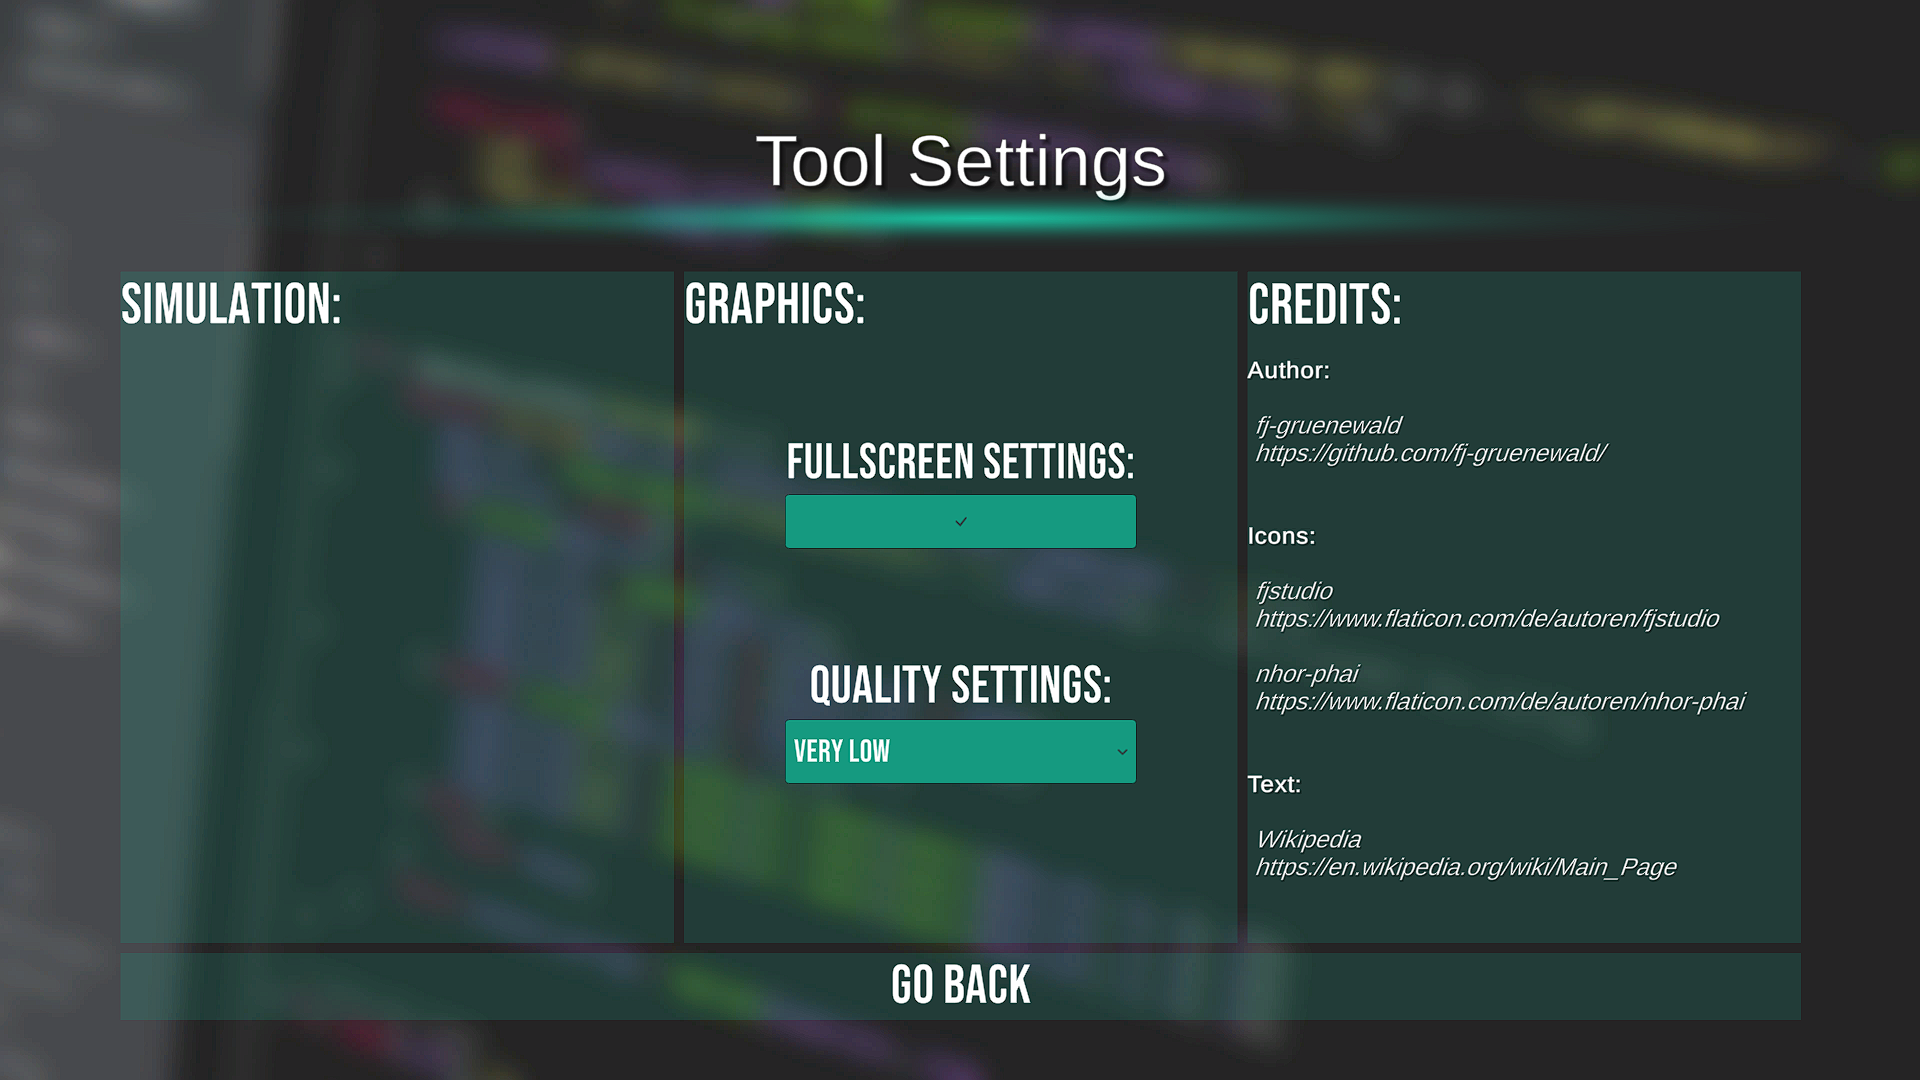 Tool Settings
SIMULATION:
GRAPHICS:
FULLSCREEN SETTINGS:
QUALITY SETTINGS:
VERY LOW
CREDITS:
Author:
fj-gruenewald
https://github.com/fj-gruenewald/
Icons:
fjstudio
https://www.flaticon.com/de/autoren/fjstudio
nhor-phai
https://www.flaticon.com/de/autoren/nhor-phai
Text:
Wikipedia
https://en.wikipedia.org/wiki/Main_Page
GO BACK